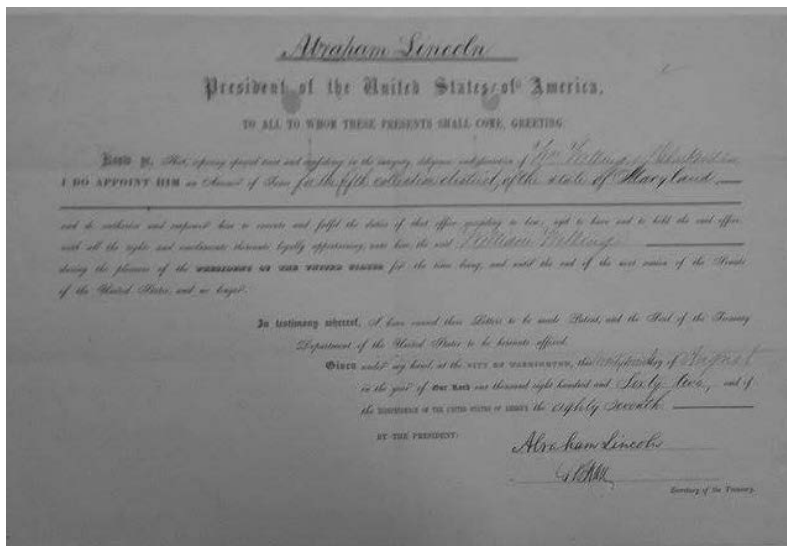 Abraham Lincoln
President of the United States of America,
TO ALL TO WHOM THESE PRESENTS SHALL COME, GREETING:
Know ye, That, reposing special trust and confidence in the integrity, diligence and discretion of Wm Welling of
I DO APPOINT HIM an Assessor of Taxes for the fifth collection district, of the state of Maryland
and do authorize and empower him to execute and fulfil the duties of that office according to law; and to have and to hold the said office
with all the rights and emoluments thereunto legally appertaining, unto him, the said William Welling
during the pleasure of the PRESIDENT OF THE UNITED STATES for the time being, and until the end of the next session of the Senate
of the United States, and no longer.
In testimony whereof, I have caused these Letters to be made Patent, and the Seal of the Treasury
Department of the United States to be hereunto affixed.
Given under my hand, at the CITY OF WASHINGTON, this day of August
in the year of Our Lord one thousand eight hundred and Sixty two, and of
the INDEPENDENCE OF THE UNITED STATES OF AMERICA the eighty seventh
BY THE PRESIDENT:
Abraham Lincoln
Secretary of the Treasury.